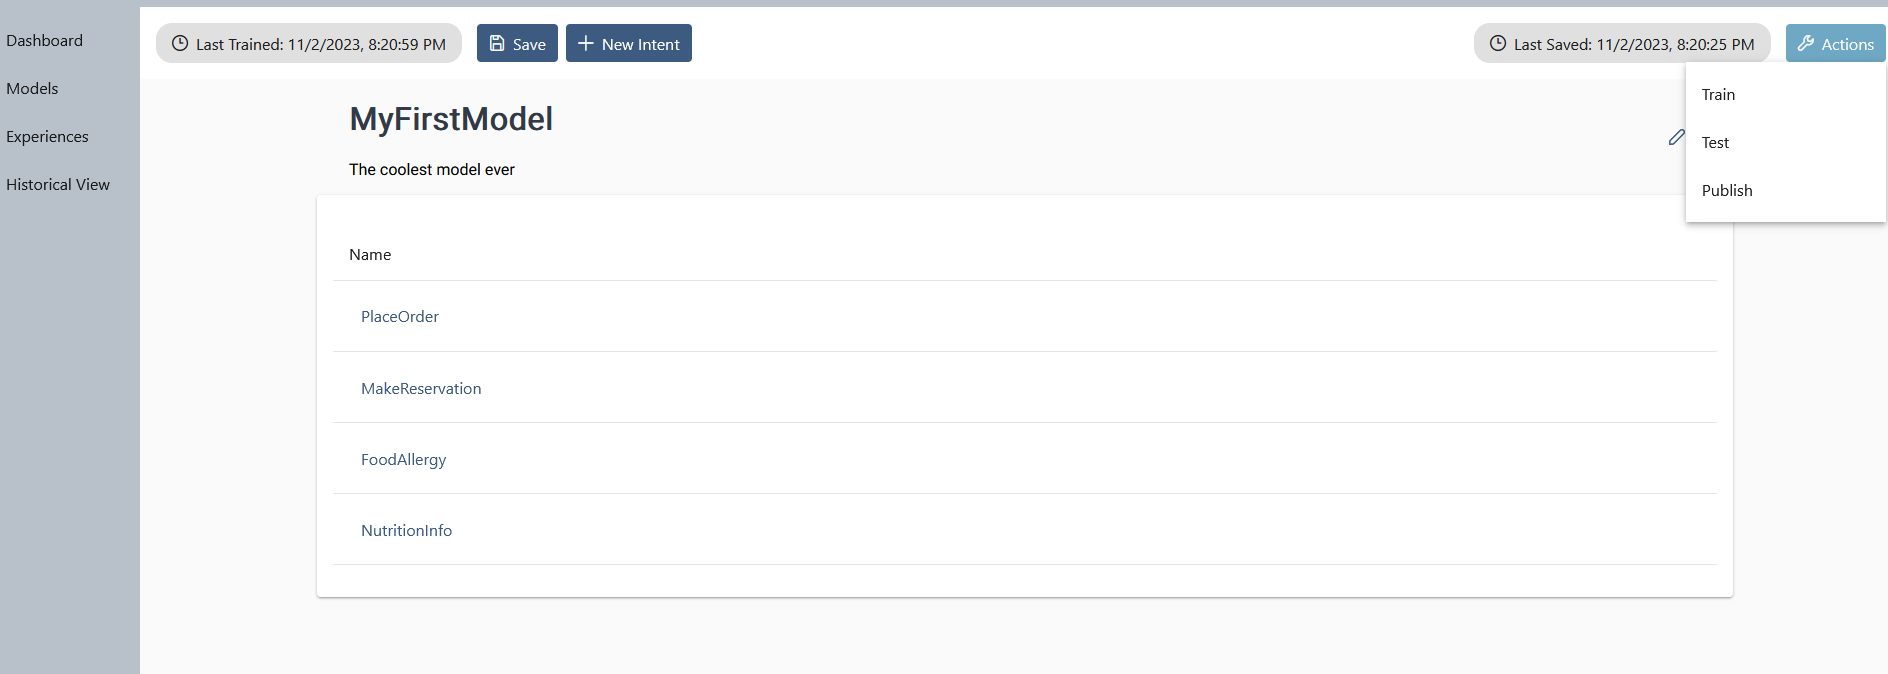 Dashboard
Models
Experiences
Historical View
Last Trained: 11/2/2023, 8:20:59 PM
Save
New Intent
Last Saved: 11/2/2023, 8:20:25 PM
Actions
Train
Test
Publish
MyFirstModel
The coolest model ever
Name
PlaceOrder
MakeReservation
FoodAllergy
NutritionInfo